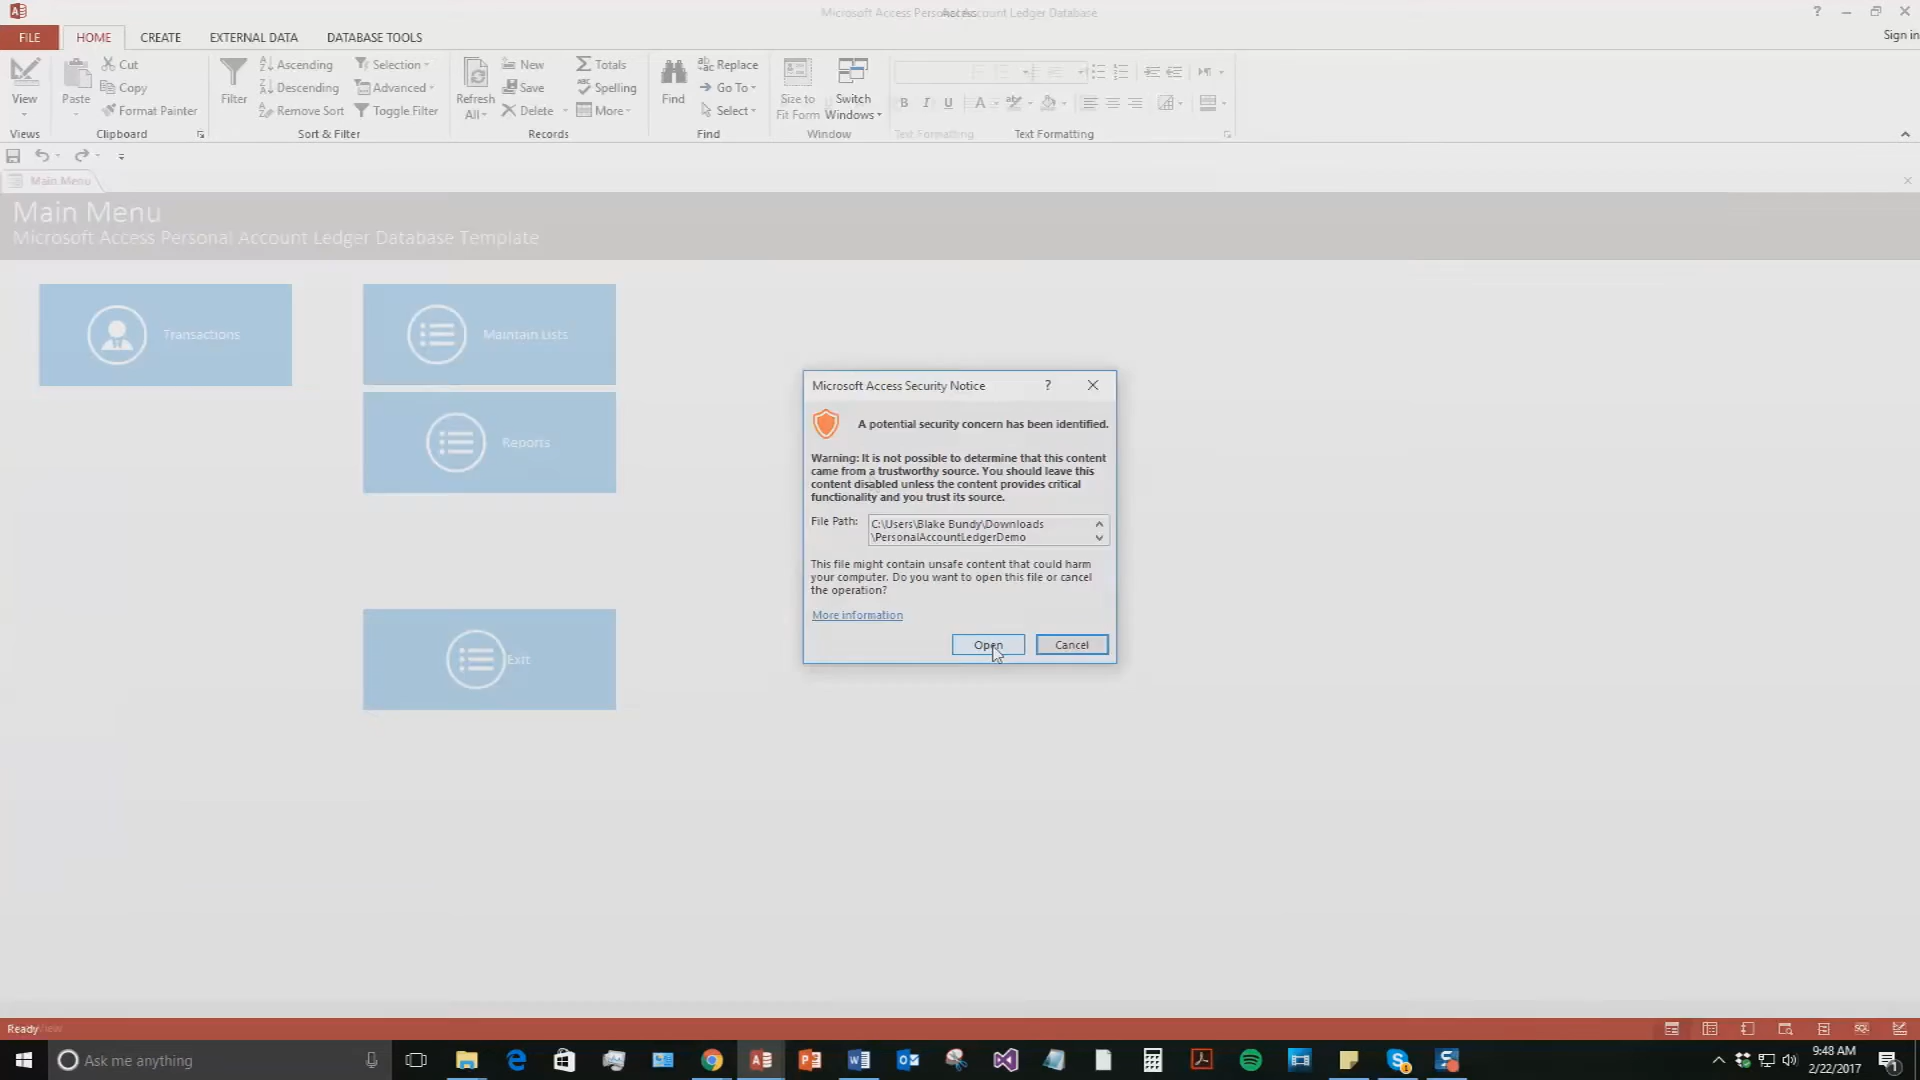 Microsoft Access Personal Account Ledger Database
Sign in
FILE
HOME
CREATE
EXTERNAL DATA
DATABASE TOOLS
View
Views
Paste
Cut
Copy
Format Painter
Clipboard
Filter
Ascending
Descending
Remove Sort
Selection
Advanced
Toggle Filter
Sort & Filter
Refresh
All
New
Save
Delete
Totals
Spelling
More
Records
Find
Replace
Go To
Select
Find
Size to
Fit Form
Switch
Windows
Window
B I U A
Text Formatting
Text Formatting
Main Menu
Main Menu
Microsoft Access Personal Account Ledger Database Template
Transactions
Maintain Lists
Reports
Exit
Microsoft Access Security Notice
A potential security concern has been identified.
Warning: It is not possible to determine that this content
came from a trustworthy source. You should leave this
content disabled unless the content provides critical
functionality and you trust its source.
File Path:
C:\Users\Blake Bundy\Downloads
\PersonalAccountLedgerDemo
This file might contain unsafe content that could harm
your computer. Do you want to open this file or cancel
the operation?
More information
Open
Cancel
Ready
Ask me anything
9:48 AM
2/22/2017